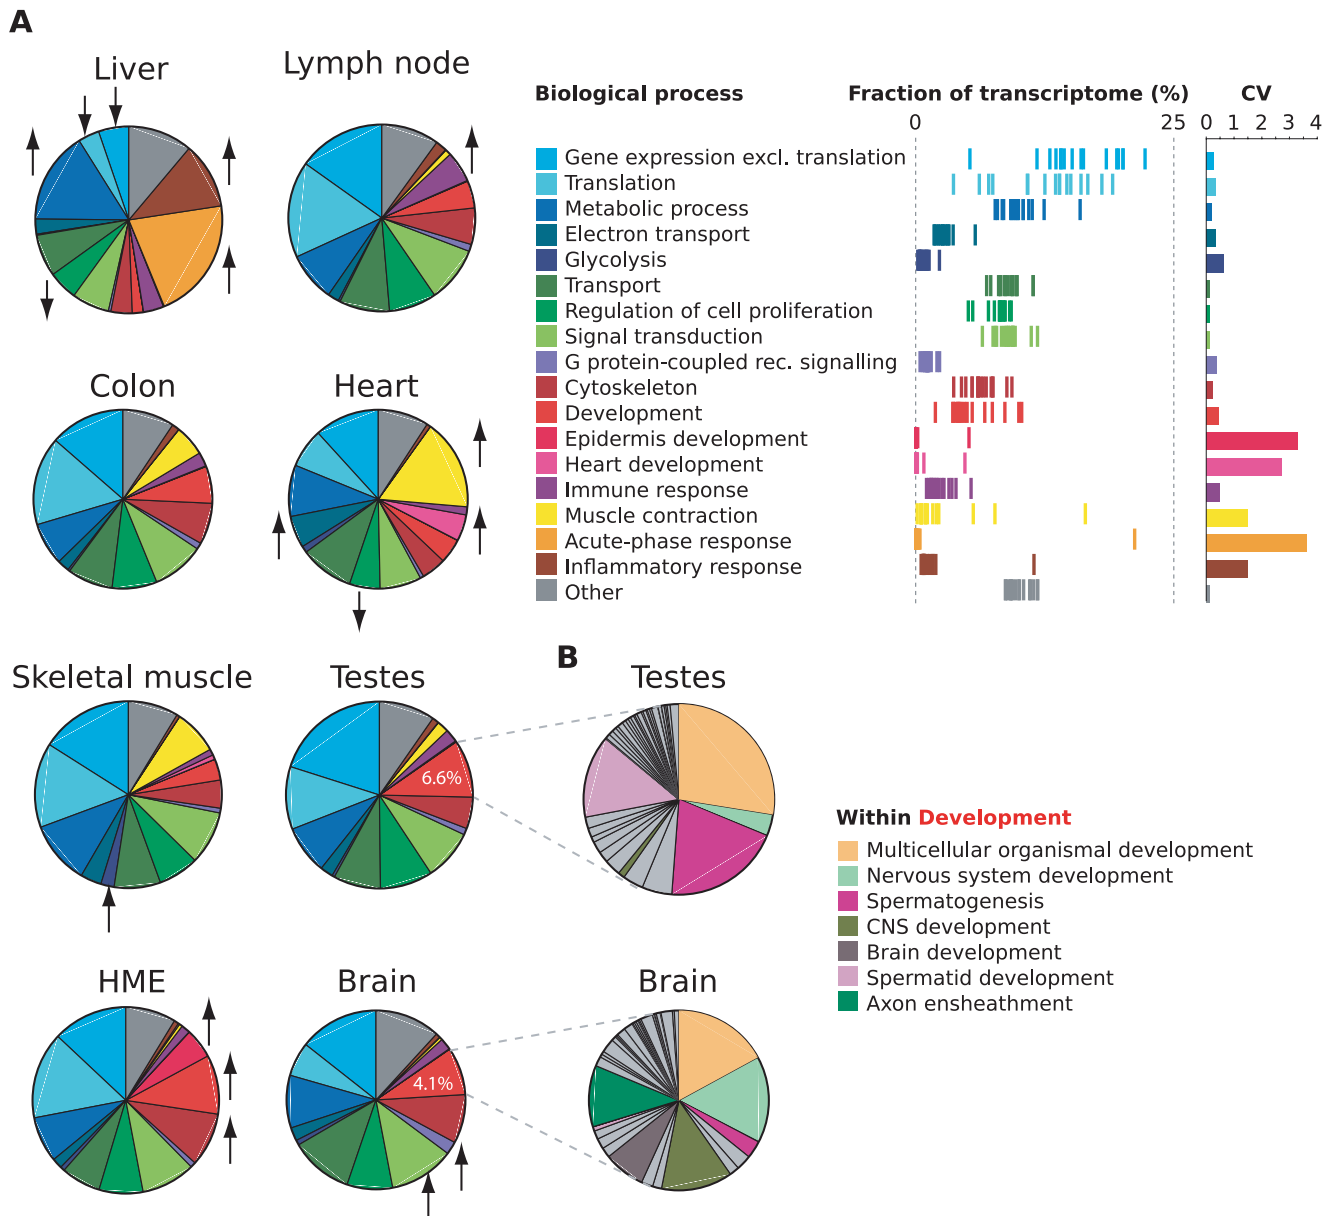 A
Liver
Lymph node
Biological process
Fraction of transcriptome (%)
CV
0
25
0 1 2 3 4
Gene expression excl. translation
Translation
Metabolic process
Electron transport
Glycolysis
Transport
Regulation of cell proliferation
Signal transduction
G protein-coupled rec. signalling
Cytoskeleton
Development
Epidermis development
Heart development
Immune response
Muscle contraction
Acute-phase response
Inflammatory response
Other
Colon
Heart
Skeletal muscle
Testes
6.6%
B
Testes
Within Development
Multicellular organismal development
Nervous system development
Spermatogenesis
CNS development
Brain development
Spermatid development
Axon ensheathment
HME
Brain
4.1%
Brain